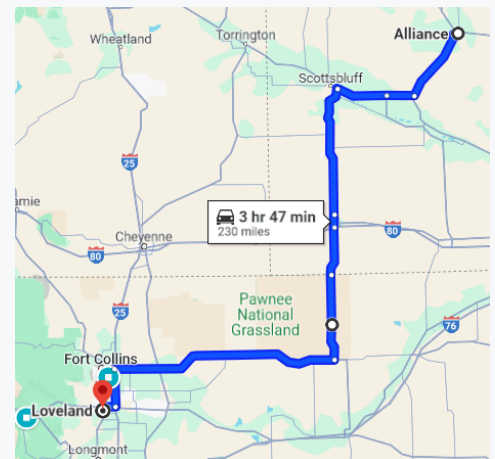 Wheatland
Torrington
Alliance
Scottsbluff
25
3 hr 47 min
230 miles
Cheyenne
80
80
25
Pawnee
National
Grassland
76
Fort Collins
Loveland
Longmont